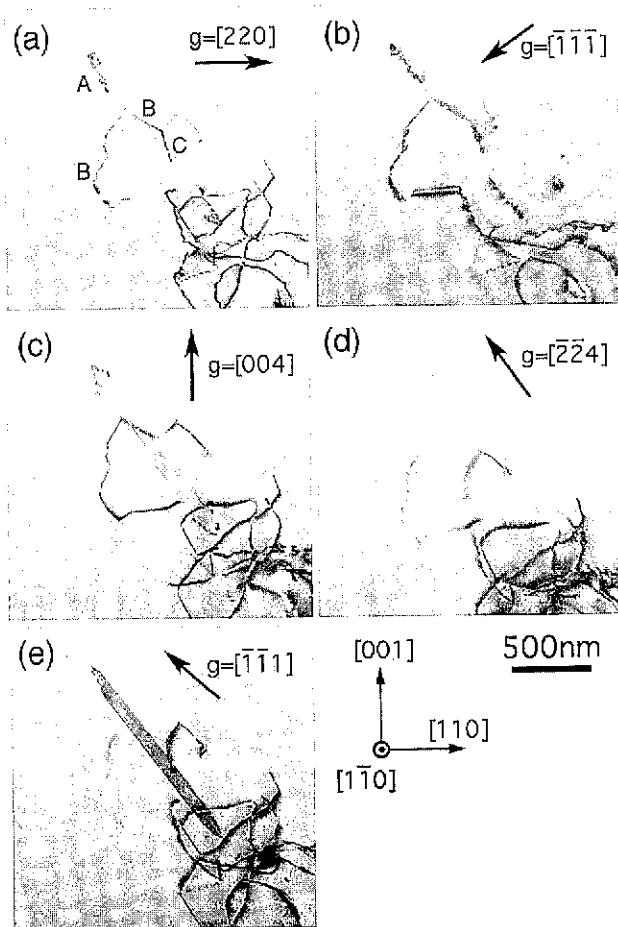 (a)
g=[220]
A
B
C
B
(b)
g=[1̄1̄1̄]
(c)
g=[004]
(d)
g=[2̄2̄4]
(e)
g=[1̄1̄1]
[001]
[110]
[11̄0]
500nm